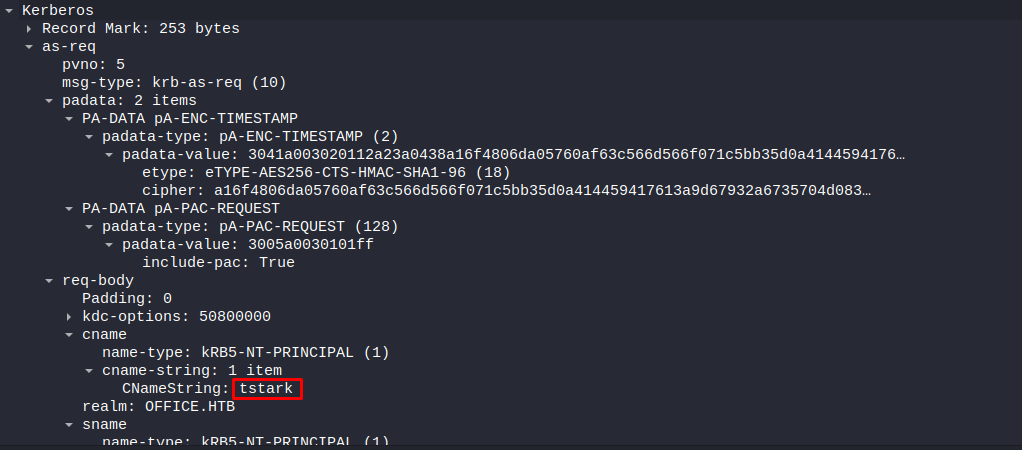 Kerberos
Record Mark: 253 bytes
as-req
pvno: 5
msg-type: krb-as-req (10)
padata: 2 items
PA-DATA pA-ENC-TIMESTAMP
padata-type: pA-ENC-TIMESTAMP (2)
padata-value: 3041a003020112a23a0438a16f4806da05760af63c566d566f071c5bb35d0a4144594176…
etype: eTYPE-AES256-CTS-HMAC-SHA1-96 (18)
cipher: a16f4806da05760af63c566d566f071c5bb35d0a414459417613a9d67932a6735704d083…
PA-DATA pA-PAC-REQUEST
padata-type: pA-PAC-REQUEST (128)
padata-value: 3005a0030101ff
include-pac: True
req-body
Padding: 0
kdc-options: 50800000
cname
name-type: kRB5-NT-PRINCIPAL (1)
cname-string: 1 item
CNameString: tstark
realm: OFFICE.HTB
sname
name-type: kRB5-NT-PRINCIPAL (1)